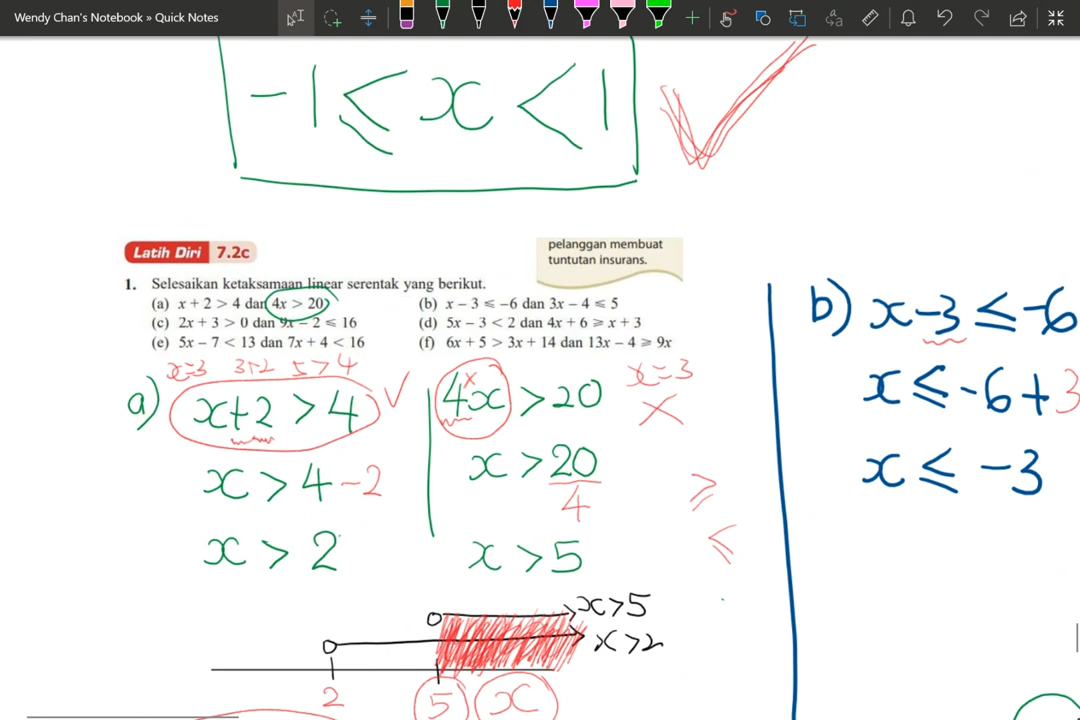 Wendy Chan's Notebook » Quick Notes
-1 ≤ x < 1
Latih Diri 7.2c
pelanggan membuat
tuntutan insurans.
1. Selesaikan ketaksamaan linear serentak yang berikut.
(a) x + 2 > 4 dan 4x > 20
(b) x – 3 ⩽ –6 dan 3x – 4 ⩽ 5
(c) 2x + 3 > 0 dan 9x – 2 ⩽ 16
(d) 5x – 3 < 2 dan 4x + 6 ⩾ x + 3
(e) 5x – 7 < 13 dan 7x + 4 < 16
(f) 6x + 5 > 3x + 14 dan 13x – 4 ⩾ 9x
x=3 3+2 5 > 4
a) x+2 > 4
x > 4 -2
x > 2
x
4x > 20
x=3
x > 20/4
x > 5
≥
≤
x>5
x>2
2
5
x
b) x-3 ≤ -6
x ≤ -6+3
x ≤ -3